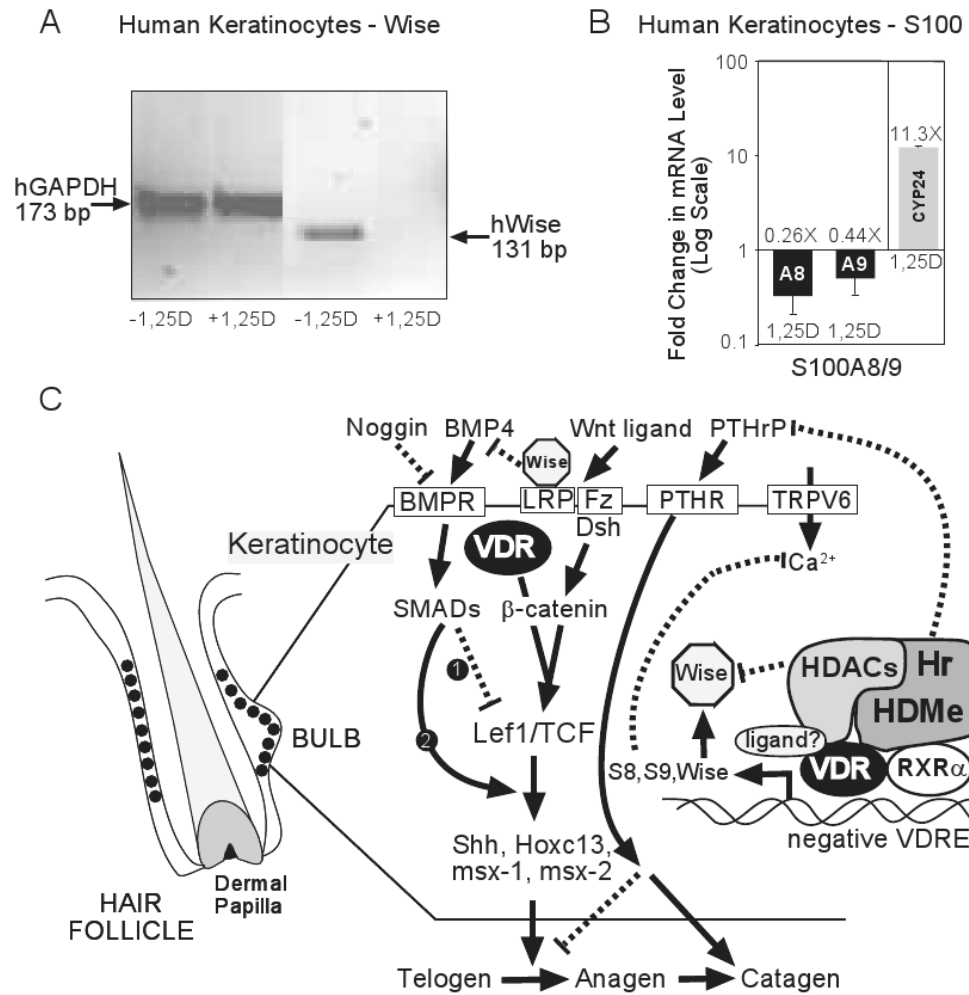 A Human Keratinocytes - Wise
hGAPDH
173 bp
hWise
131 bp
-1,25D +1,25D -1,25D +1,25D
B Human Keratinocytes - S100
Fold Change in mRNA Level
(Log Scale)
100
10
1
0.1
11.3X
CYP24
0.26X 0.44X
A8 A9
1,25D
1,25D 1,25D
S100A8/9
C
Noggin BMP4 Wnt ligand PTHrP
Wise
BMPR LRP Fz PTHR TRPV6
Dsh
Keratinocyte VDR
Ca²⁺
SMADs β-catenin
1
Wise HDACs Hr
HDMe
2
Lef1/TCF
BULB
ligand?
S8,S9,Wise VDR RXRα
negative VDRE
Shh, Hoxc13,
msx-1, msx-2
Dermal
Papilla
HAIR
FOLLICLE
Telogen Anagen Catagen